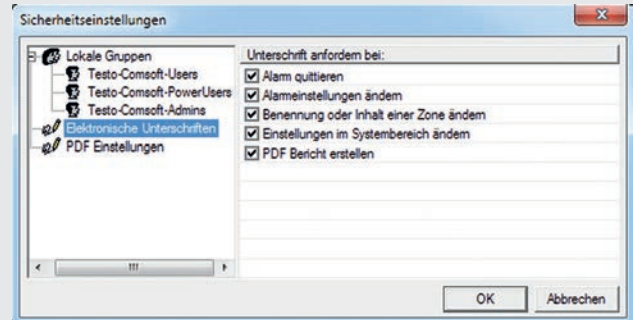 Sicherheitseinstellungen
Lokale Gruppen
Testo-Comsoft-Users
Testo-Comsoft-PowerUsers
Testo-Comsoft-Admins
Elektronische Unterschriften
PDF Einstellungen
Unterschrift anfordern bei:
Alarm quittieren
Alameinstellungen ändern
Benennung oder Inhalt einer Zone ändern
Einstellungen im Systembereich ändern
PDF Bericht erstellen
OK
Abbrechen